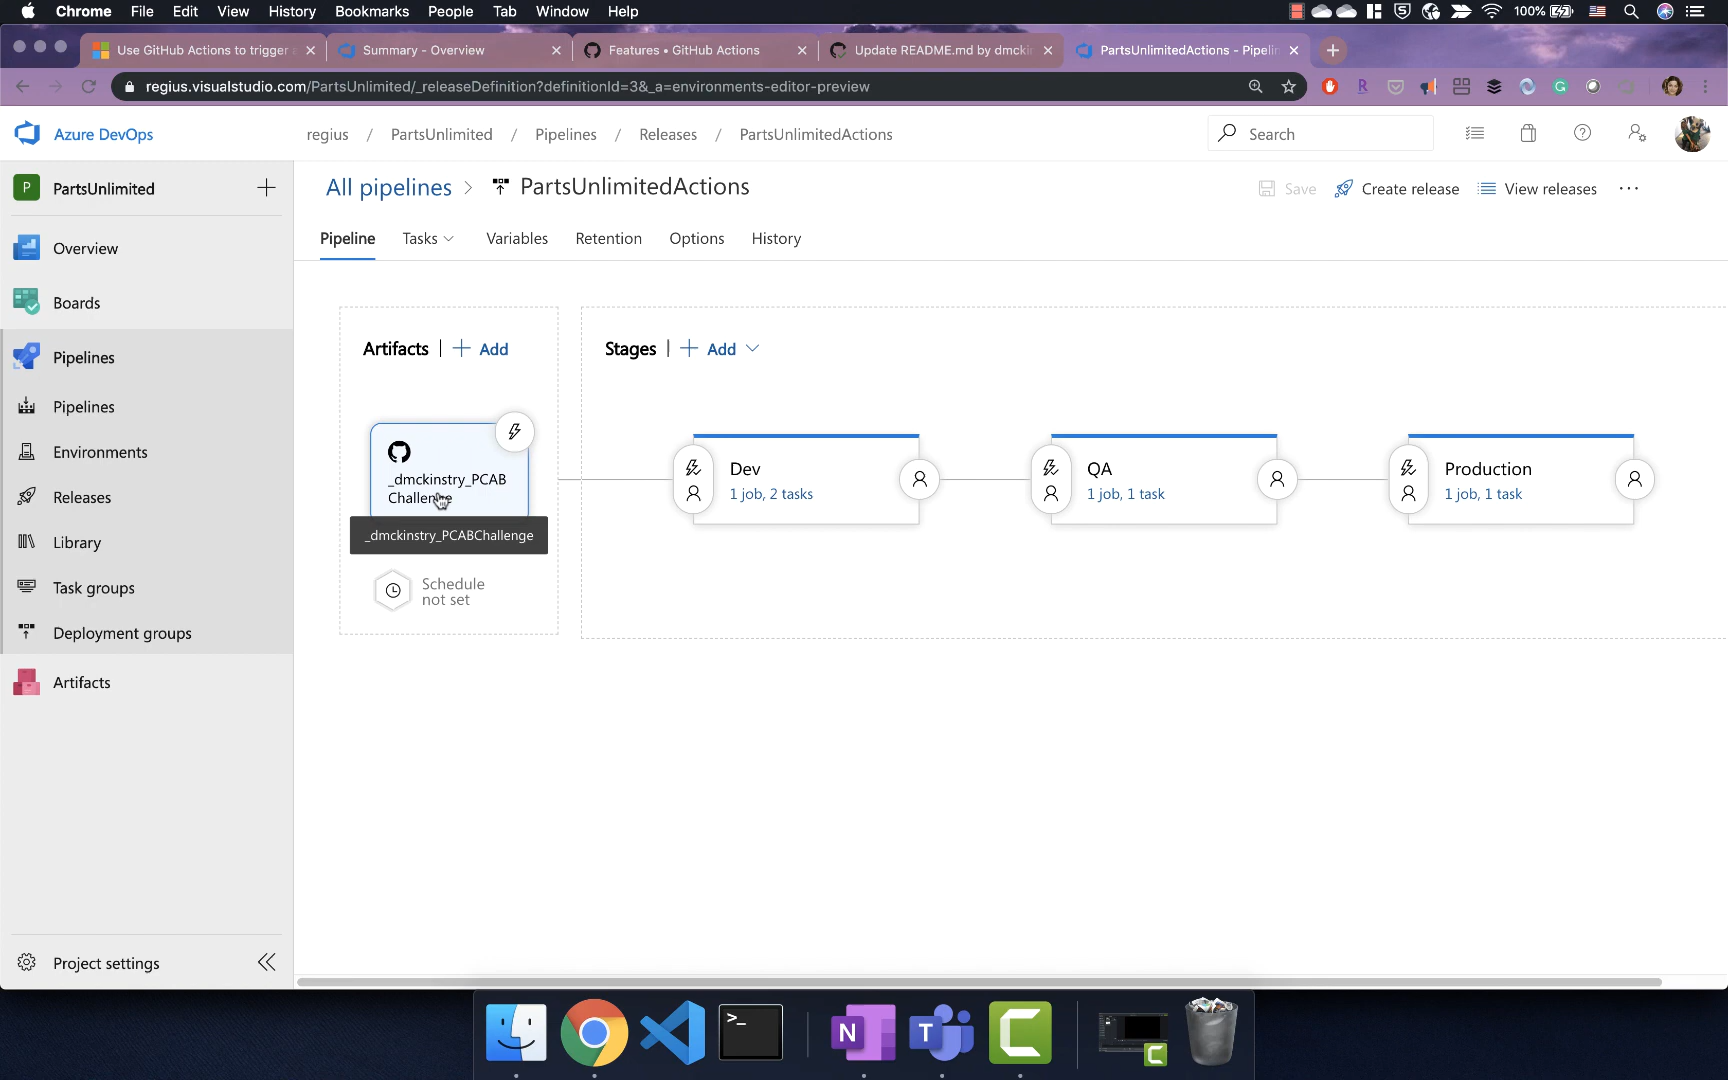 Chrome File Edit View History Bookmarks People Tab Window Help 100%
Use GitHub Actions to trigger
Summary - Overview
Features • GitHub Actions
Update README.md by dmckin
PartsUnlimitedActions - Pipelin
regius.visualstudio.com/PartsUnlimited/_releaseDefinition?definitionId=3&_a=environments-editor-preview
Azure DevOps
regius / PartsUnlimited / Pipelines / Releases / PartsUnlimitedActions
Search
P PartsUnlimited
All pipelines > PartsUnlimitedActions
Save Create release View releases ...
Overview
Boards
Pipelines
Pipelines
Environments
Releases
Library
Task groups
Deployment groups
Artifacts
Project settings
Pipeline Tasks Variables Retention Options History
Artifacts | + Add
Stages | + Add
_dmckinstry_PCAB
Challenge
_dmckinstry_PCABChallenge
Schedule
not set
Dev
1 job, 2 tasks
QA
1 job, 1 task
Production
1 job, 1 task
>_
N
T
C
C